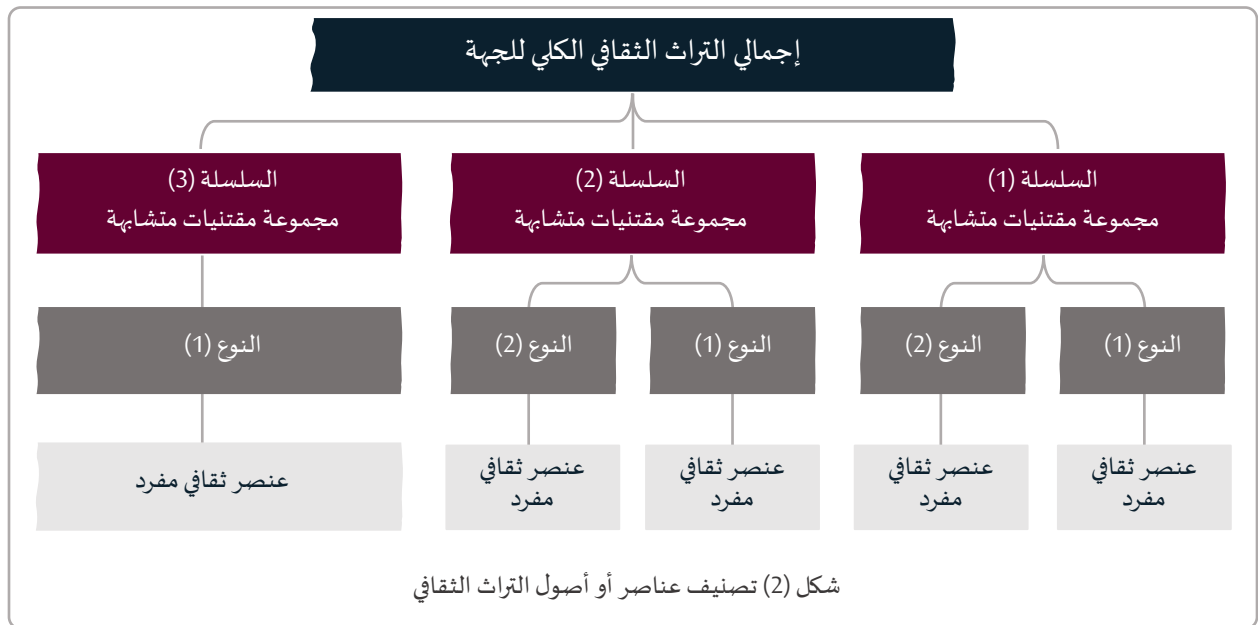 إجمالي التراث الثقافي الكلي للجهة
السلسلة (1)
مجموعة مقتنيات متشابهة
السلسلة (2)
مجموعة مقتنيات متشابهة
السلسلة (3)
مجموعة مقتنيات متشابهة
النوع (1)
النوع (2)
النوع (1)
النوع (2)
النوع (1)
عنصر ثقافي
مفرد
عنصر ثقافي
مفرد
عنصر ثقافي
مفرد
عنصر ثقافي
مفرد
عنصر ثقافي مفرد
شكل (2) تصنيف عناصر أو أصول التراث الثقافي